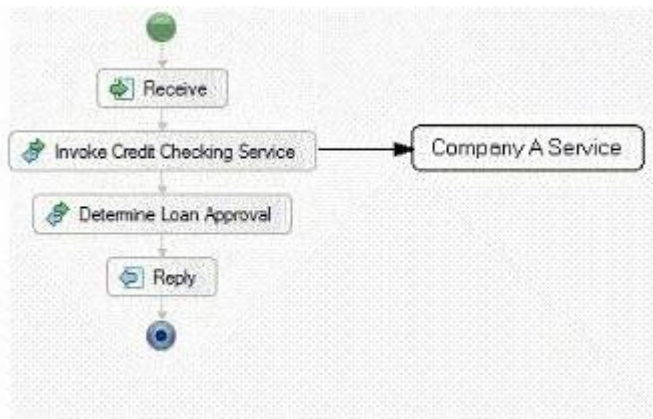 Receive
Invoke Credit Checking Service
Company A Service
Determine Loan Approval
Reply